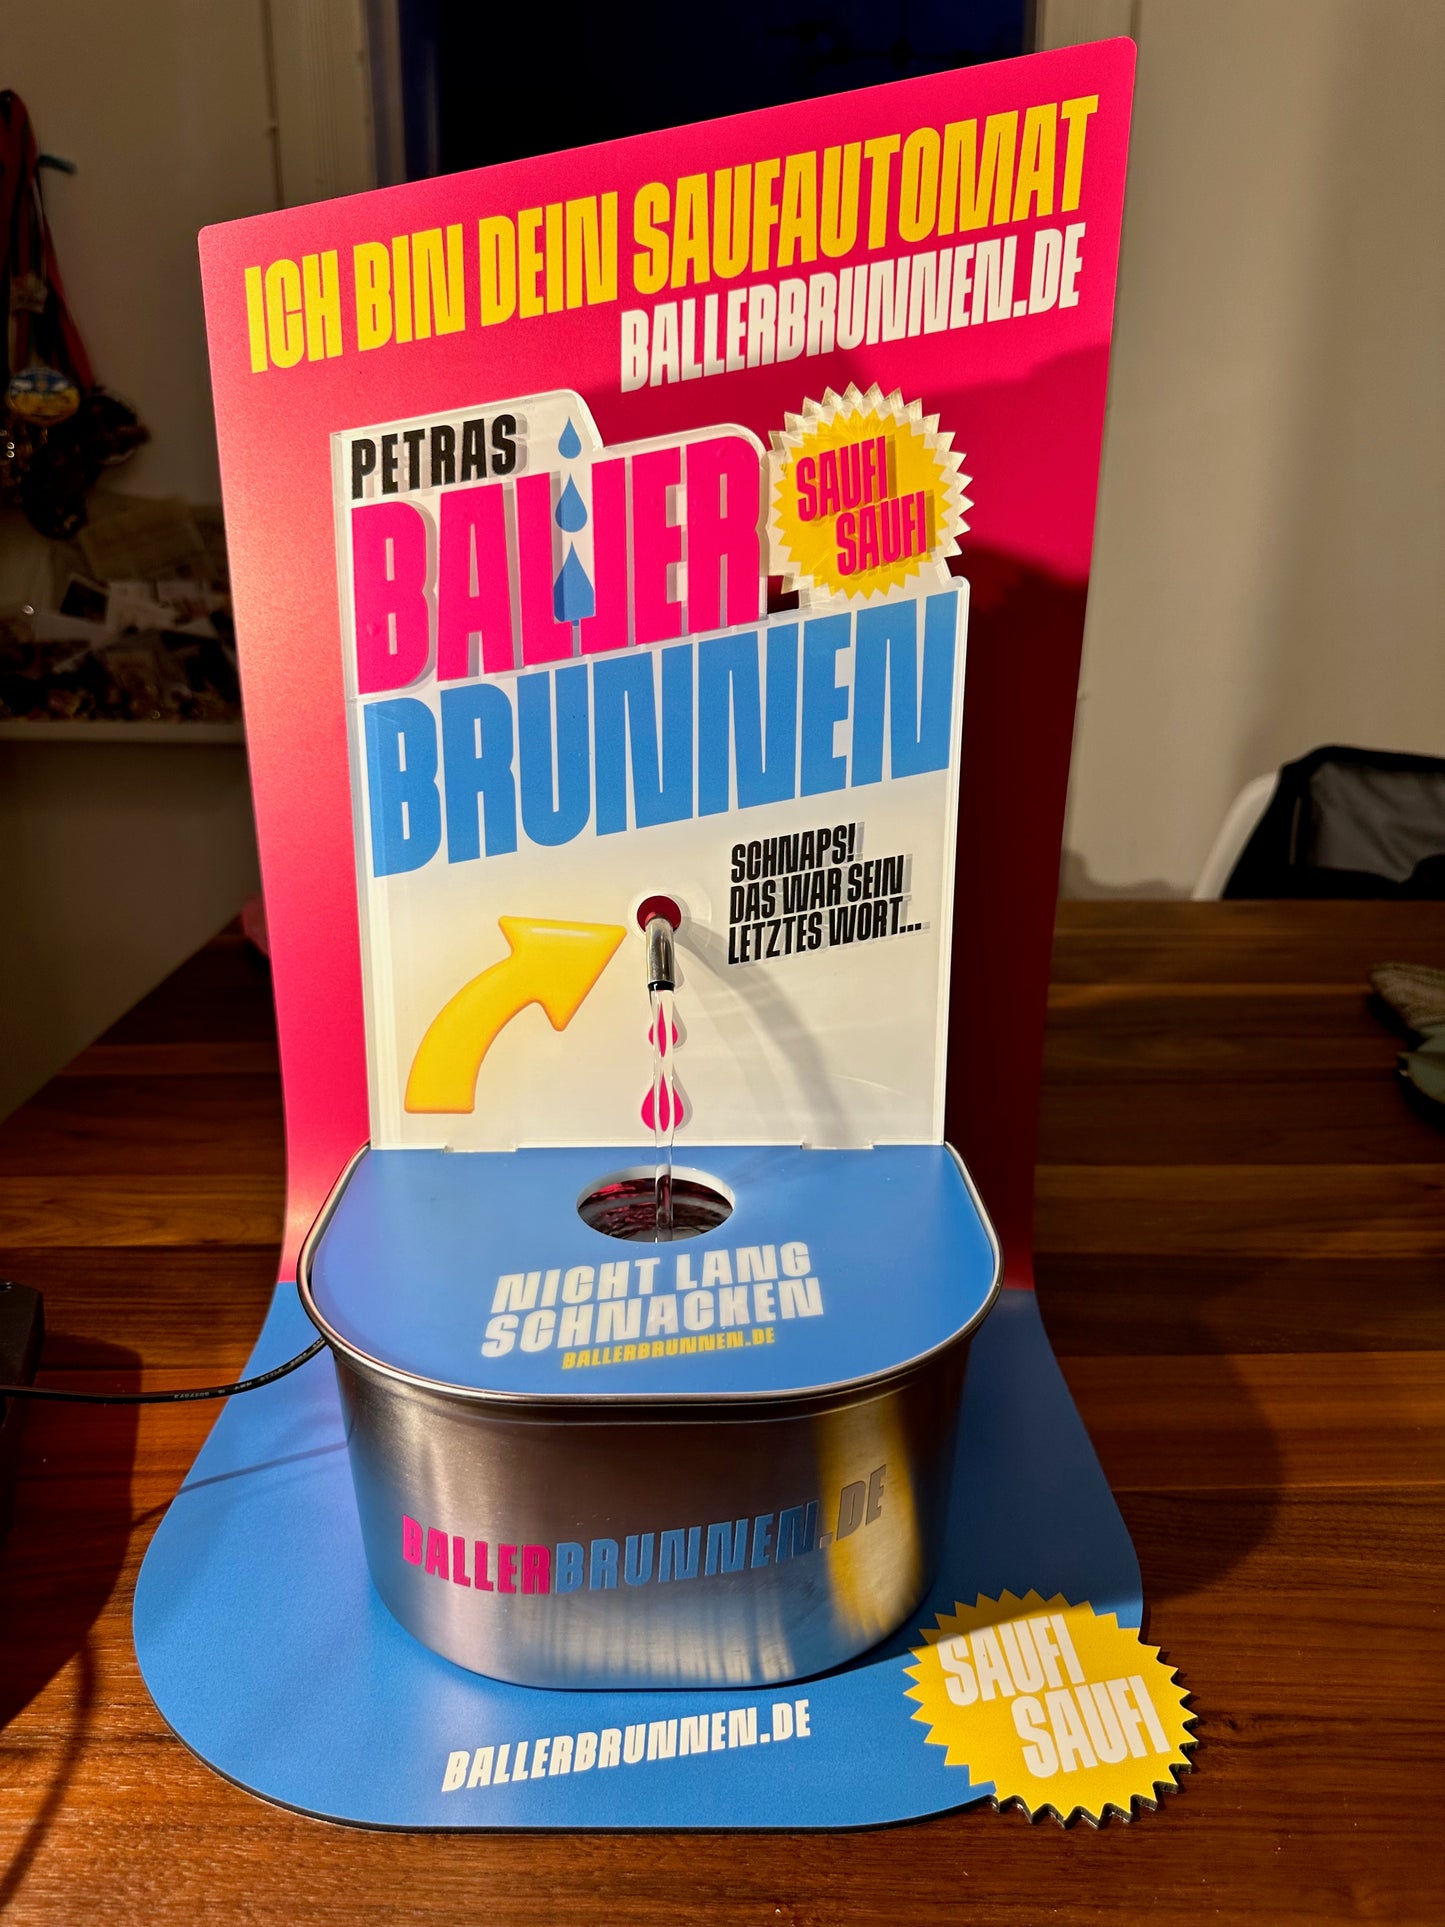 ICH BIN DEIN SAUFAUTOMAT
BALLERBRUNNEN.DE
PETRAS
BALLER
BRUNNEN
SAUFI
SAUFI
SCHNAPS!
DAS WAR SEIN
LETZTES WORT...
NICHT LANG
SCHNACKEN
BALLERBRUNNEN.DE
BALLERBRUNNEN.DE
BALLERBRUNNEN.DE
SAUFI
SAUFI